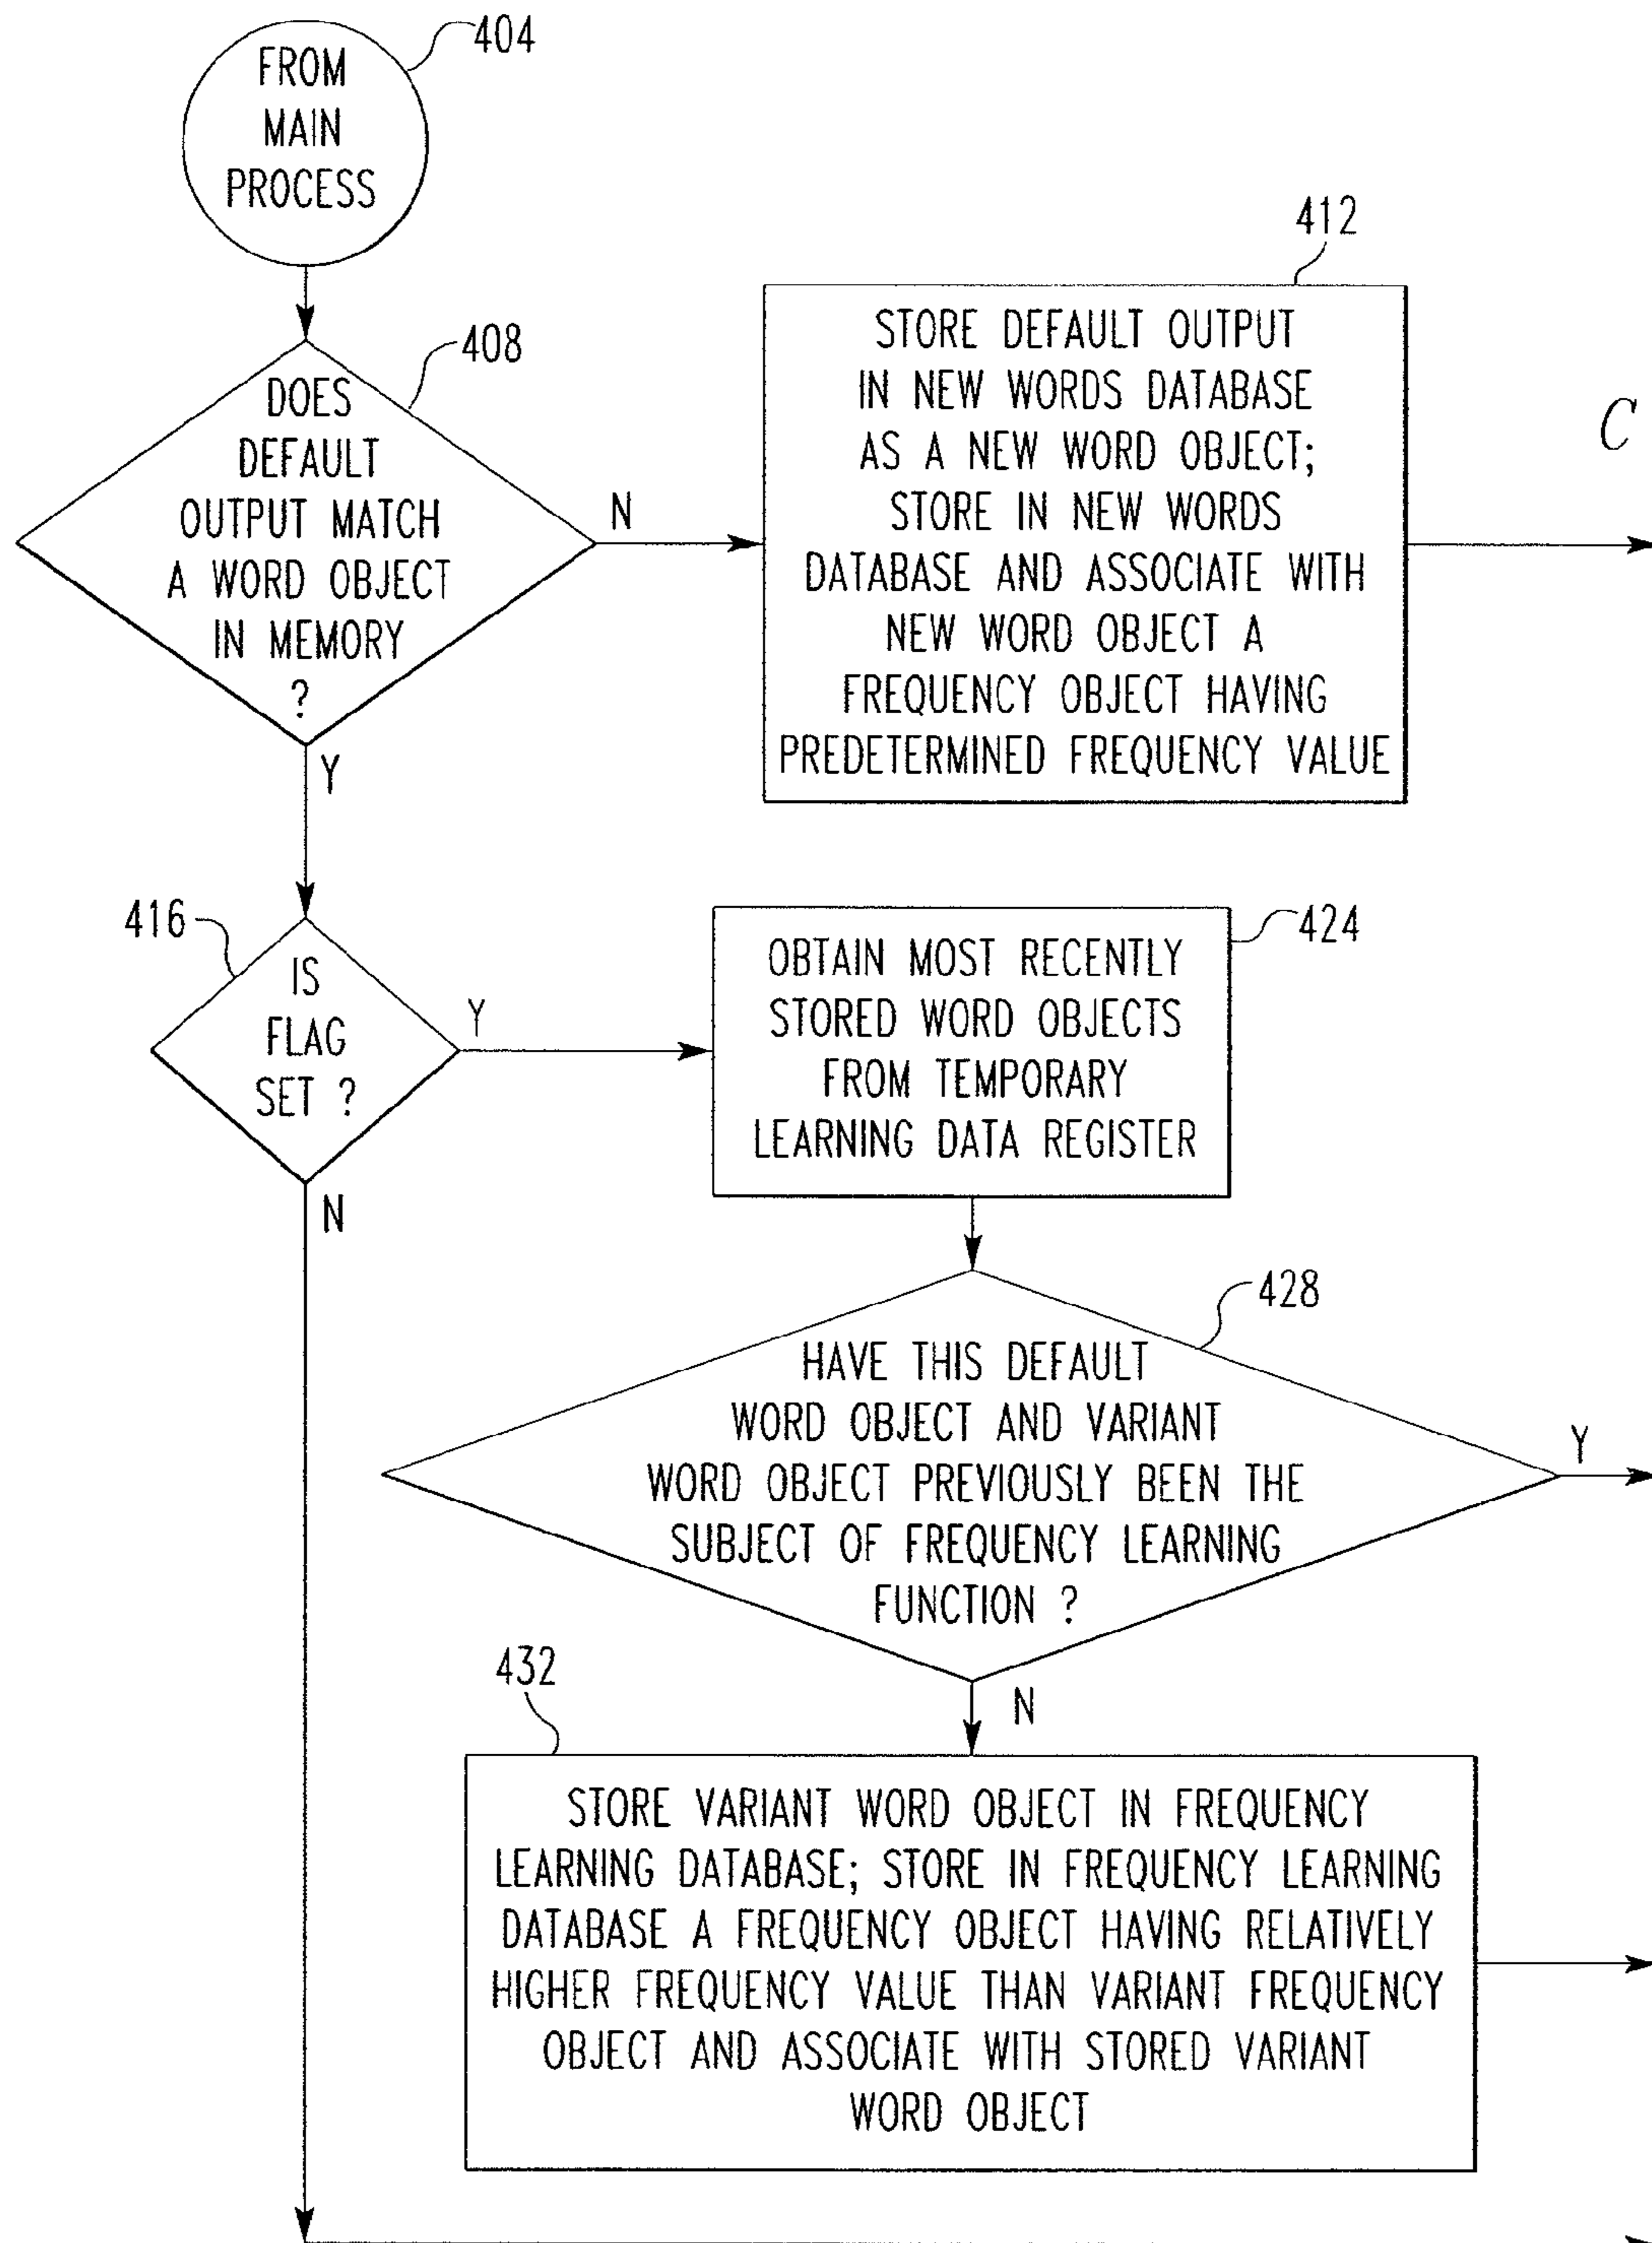 FROM
MAIN
PROCESS
404
DOES
DEFAULT
OUTPUT MATCH
A WORD OBJECT
IN MEMORY
?
408
N
Y
412
STORE DEFAULT OUTPUT
IN NEW WORDS DATABASE
AS A NEW WORD OBJECT;
STORE IN NEW WORDS
DATABASE AND ASSOCIATE WITH
NEW WORD OBJECT A
FREQUENCY OBJECT HAVING
PREDETERMINED FREQUENCY VALUE
C
416
IS
FLAG
SET ?
Y
N
424
OBTAIN MOST RECENTLY
STORED WORD OBJECTS
FROM TEMPORARY
LEARNING DATA REGISTER
428
HAVE THIS DEFAULT
WORD OBJECT AND VARIANT
WORD OBJECT PREVIOUSLY BEEN THE
SUBJECT OF FREQUENCY LEARNING
FUNCTION ?
Y
N
432
STORE VARIANT WORD OBJECT IN FREQUENCY
LEARNING DATABASE; STORE IN FREQUENCY LEARNING
DATABASE A FREQUENCY OBJECT HAVING RELATIVELY
HIGHER FREQUENCY VALUE THAN VARIANT FREQUENCY
OBJECT AND ASSOCIATE WITH STORED VARIANT
WORD OBJECT